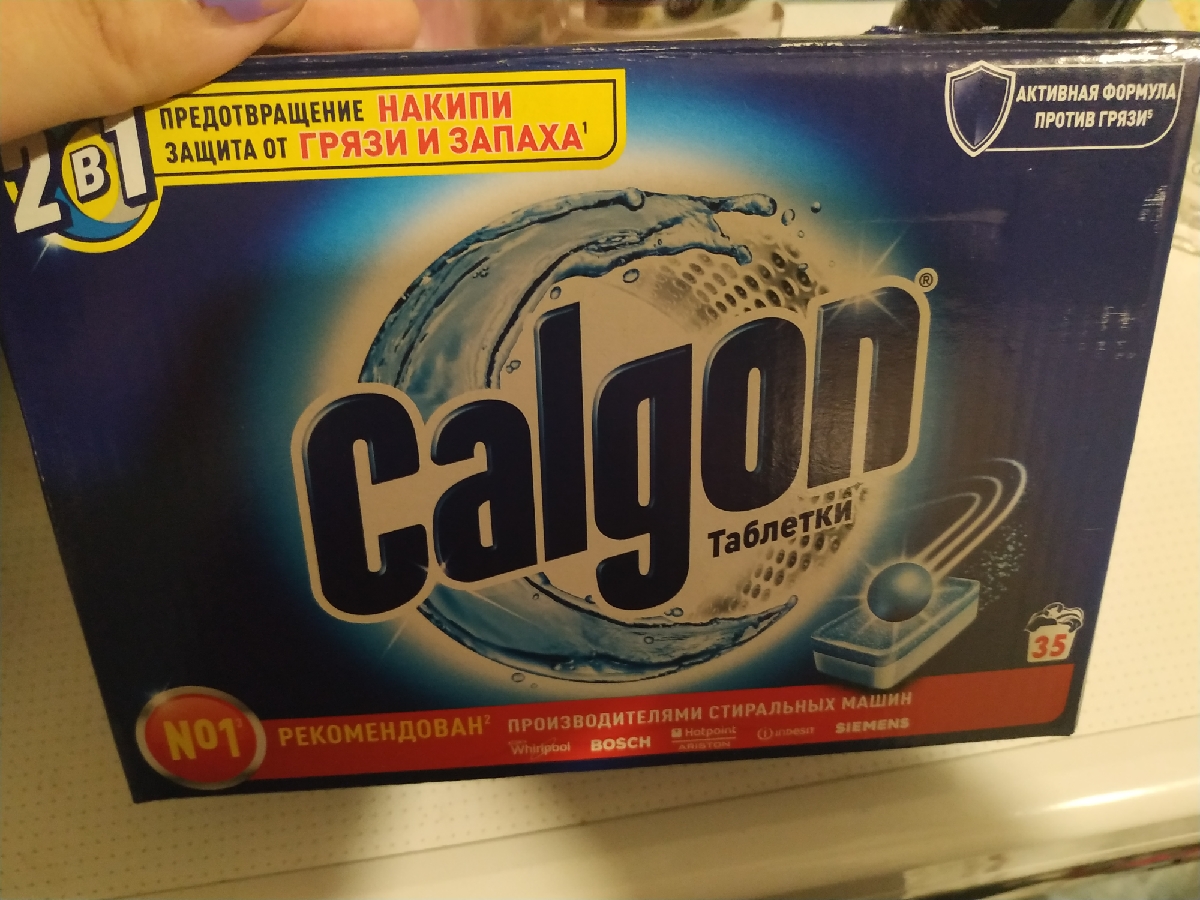 2в1
ПРЕДОТВРАЩЕНИЕ НАКИПИ
ЗАЩИТА ОТ ГРЯЗИ И ЗАПАХА¹
АКТИВНАЯ ФОРМУЛА
ПРОТИВ ГРЯЗИ⁵
Calgon®
Таблетки
35
№1³
РЕКОМЕНДОВАН² ПРОИЗВОДИТЕЛЯМИ СТИРАЛЬНЫХ МАШИН
Whirlpool BOSCH Hotpoint ARISTON indesit SIEMENS